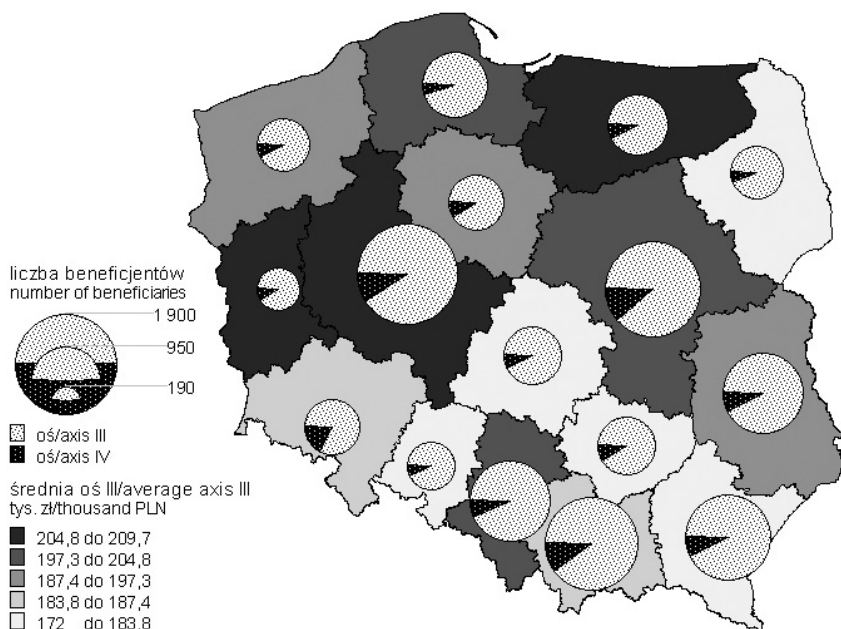 liczba beneficjentów
number of beneficiaries
1 900
950
190
oś/axis III
oś/axis IV
średnia oś III/average axis III
tys. zł/thousand PLN
204,8 do 209,7
197,3 do 204,8
187,4 do 197,3
183,8 do 187,4
172 do 183,8